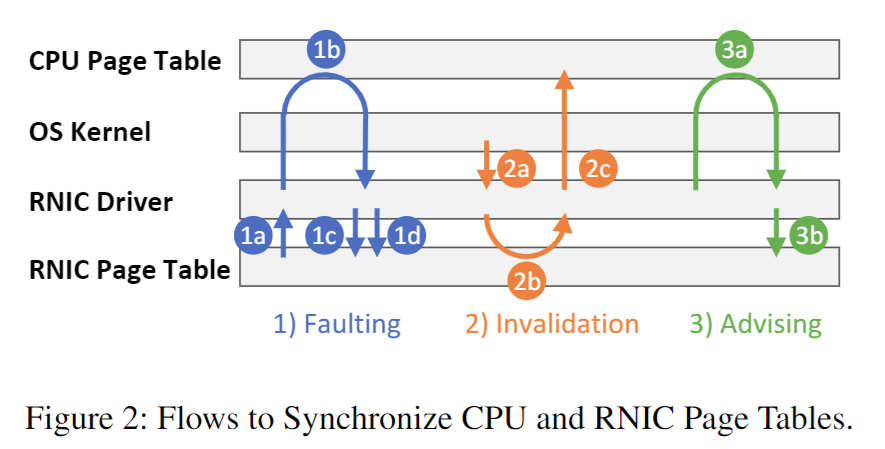 CPU Page Table
1b
3a
OS Kernel
2a
2c
RNIC Driver
1a
1c
1d
3b
RNIC Page Table
2b
1) Faulting
2) Invalidation
3) Advising
Figure 2: Flows to Synchronize CPU and RNIC Page Tables.